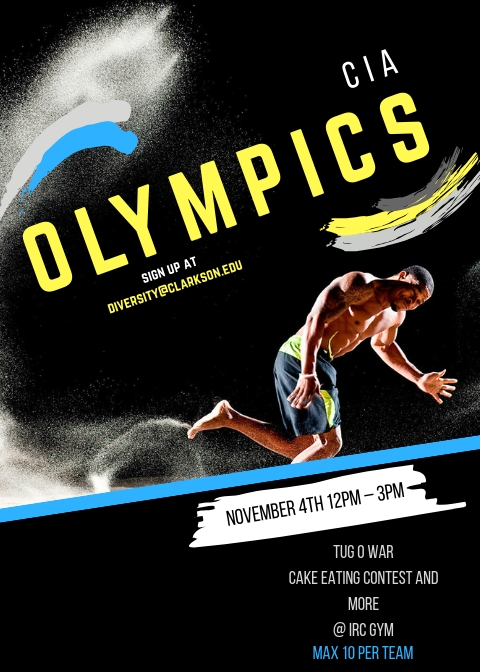 CIA
OLYMPICS
SIGN UP AT
DIVERSITY@CLARKSON.EDU
NOVEMBER 4TH 12PM – 3PM
TUG O WAR
CAKE EATING CONTEST AND
MORE
@ IRC GYM
MAX 10 PER TEAM